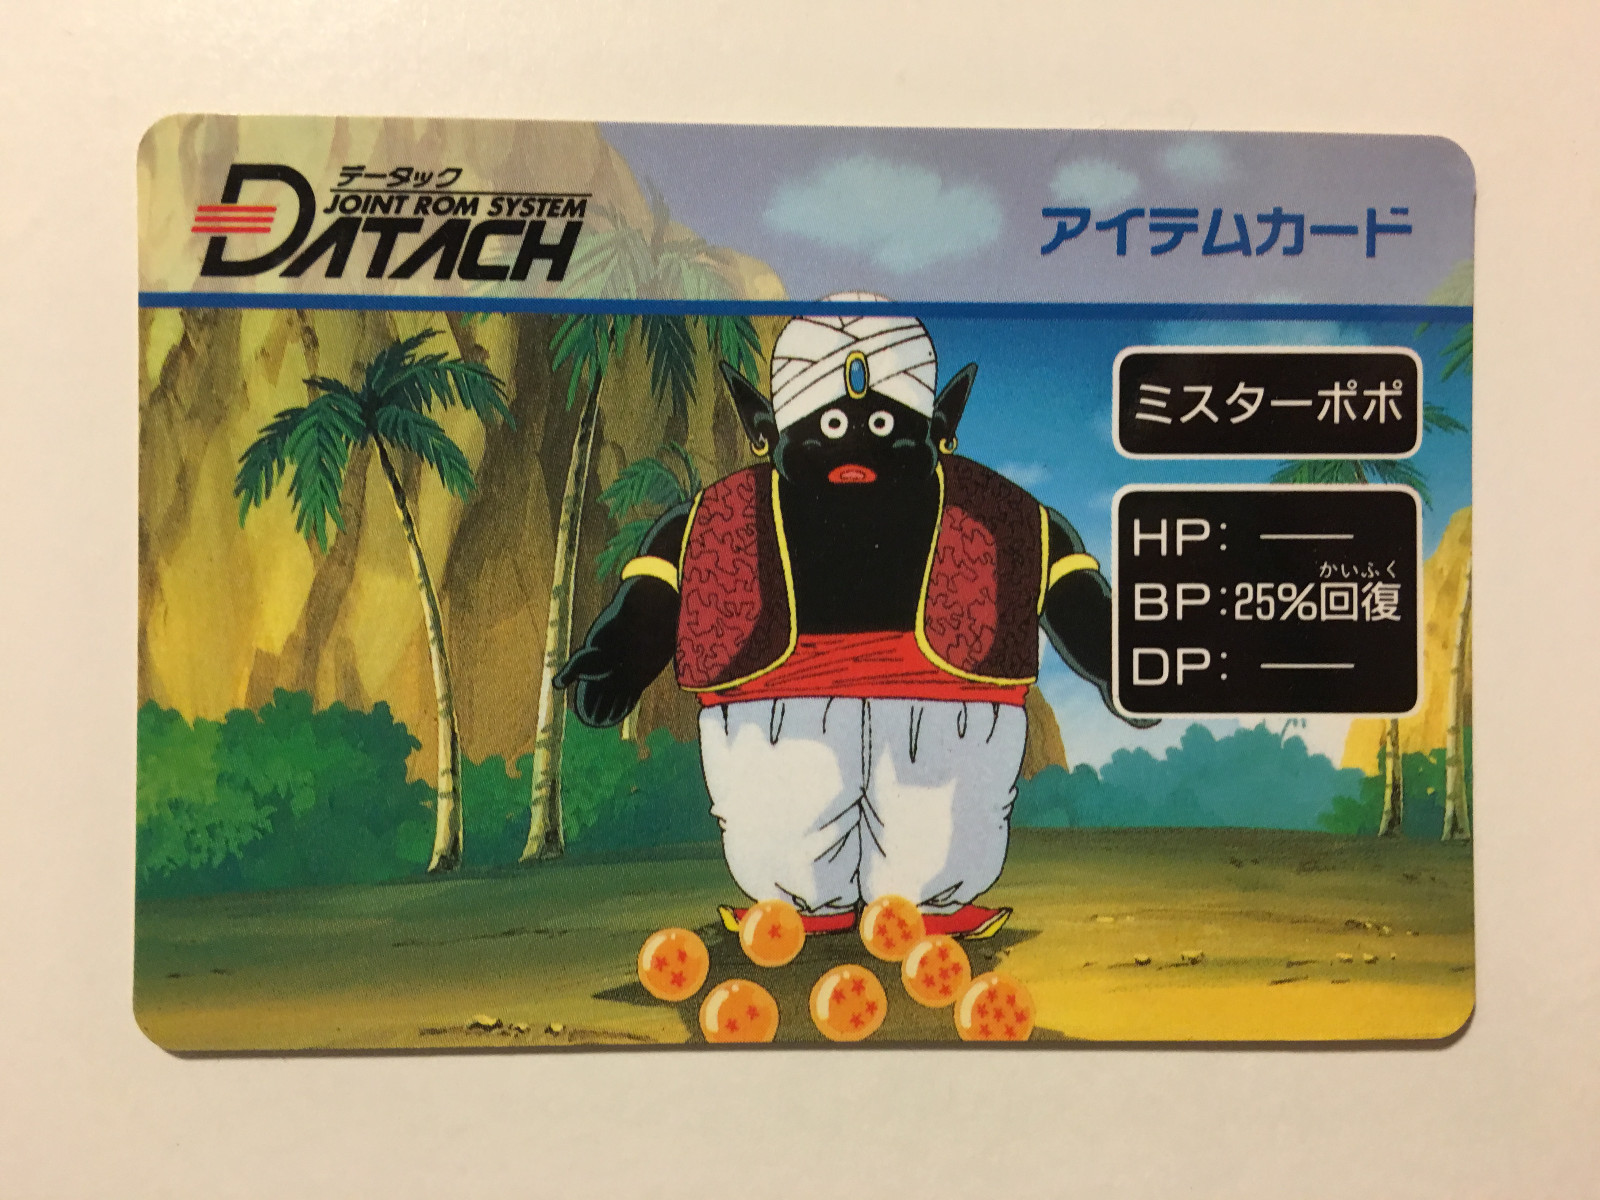 データック
JOINT ROM SYSTEM
DATACH
アイテムカード
ミスターポポ
HP: ——
かいふく
BP:25%回復
DP: ——